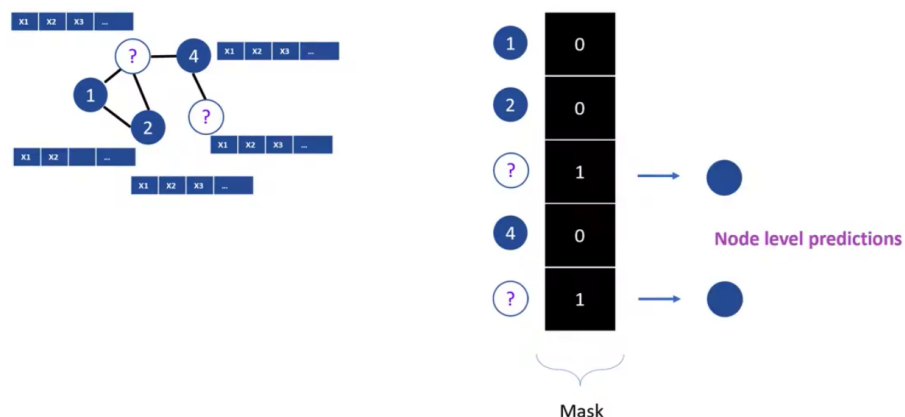 X1 X2 X3 ...
?
4
X1 X2 X3 ...
1
2
?
X1 X2 X3 ...
X1 X2 ...
X1 X2 X3 ...
1 0
2 0
? 1
4 0
Node level predictions
? 1
Mask